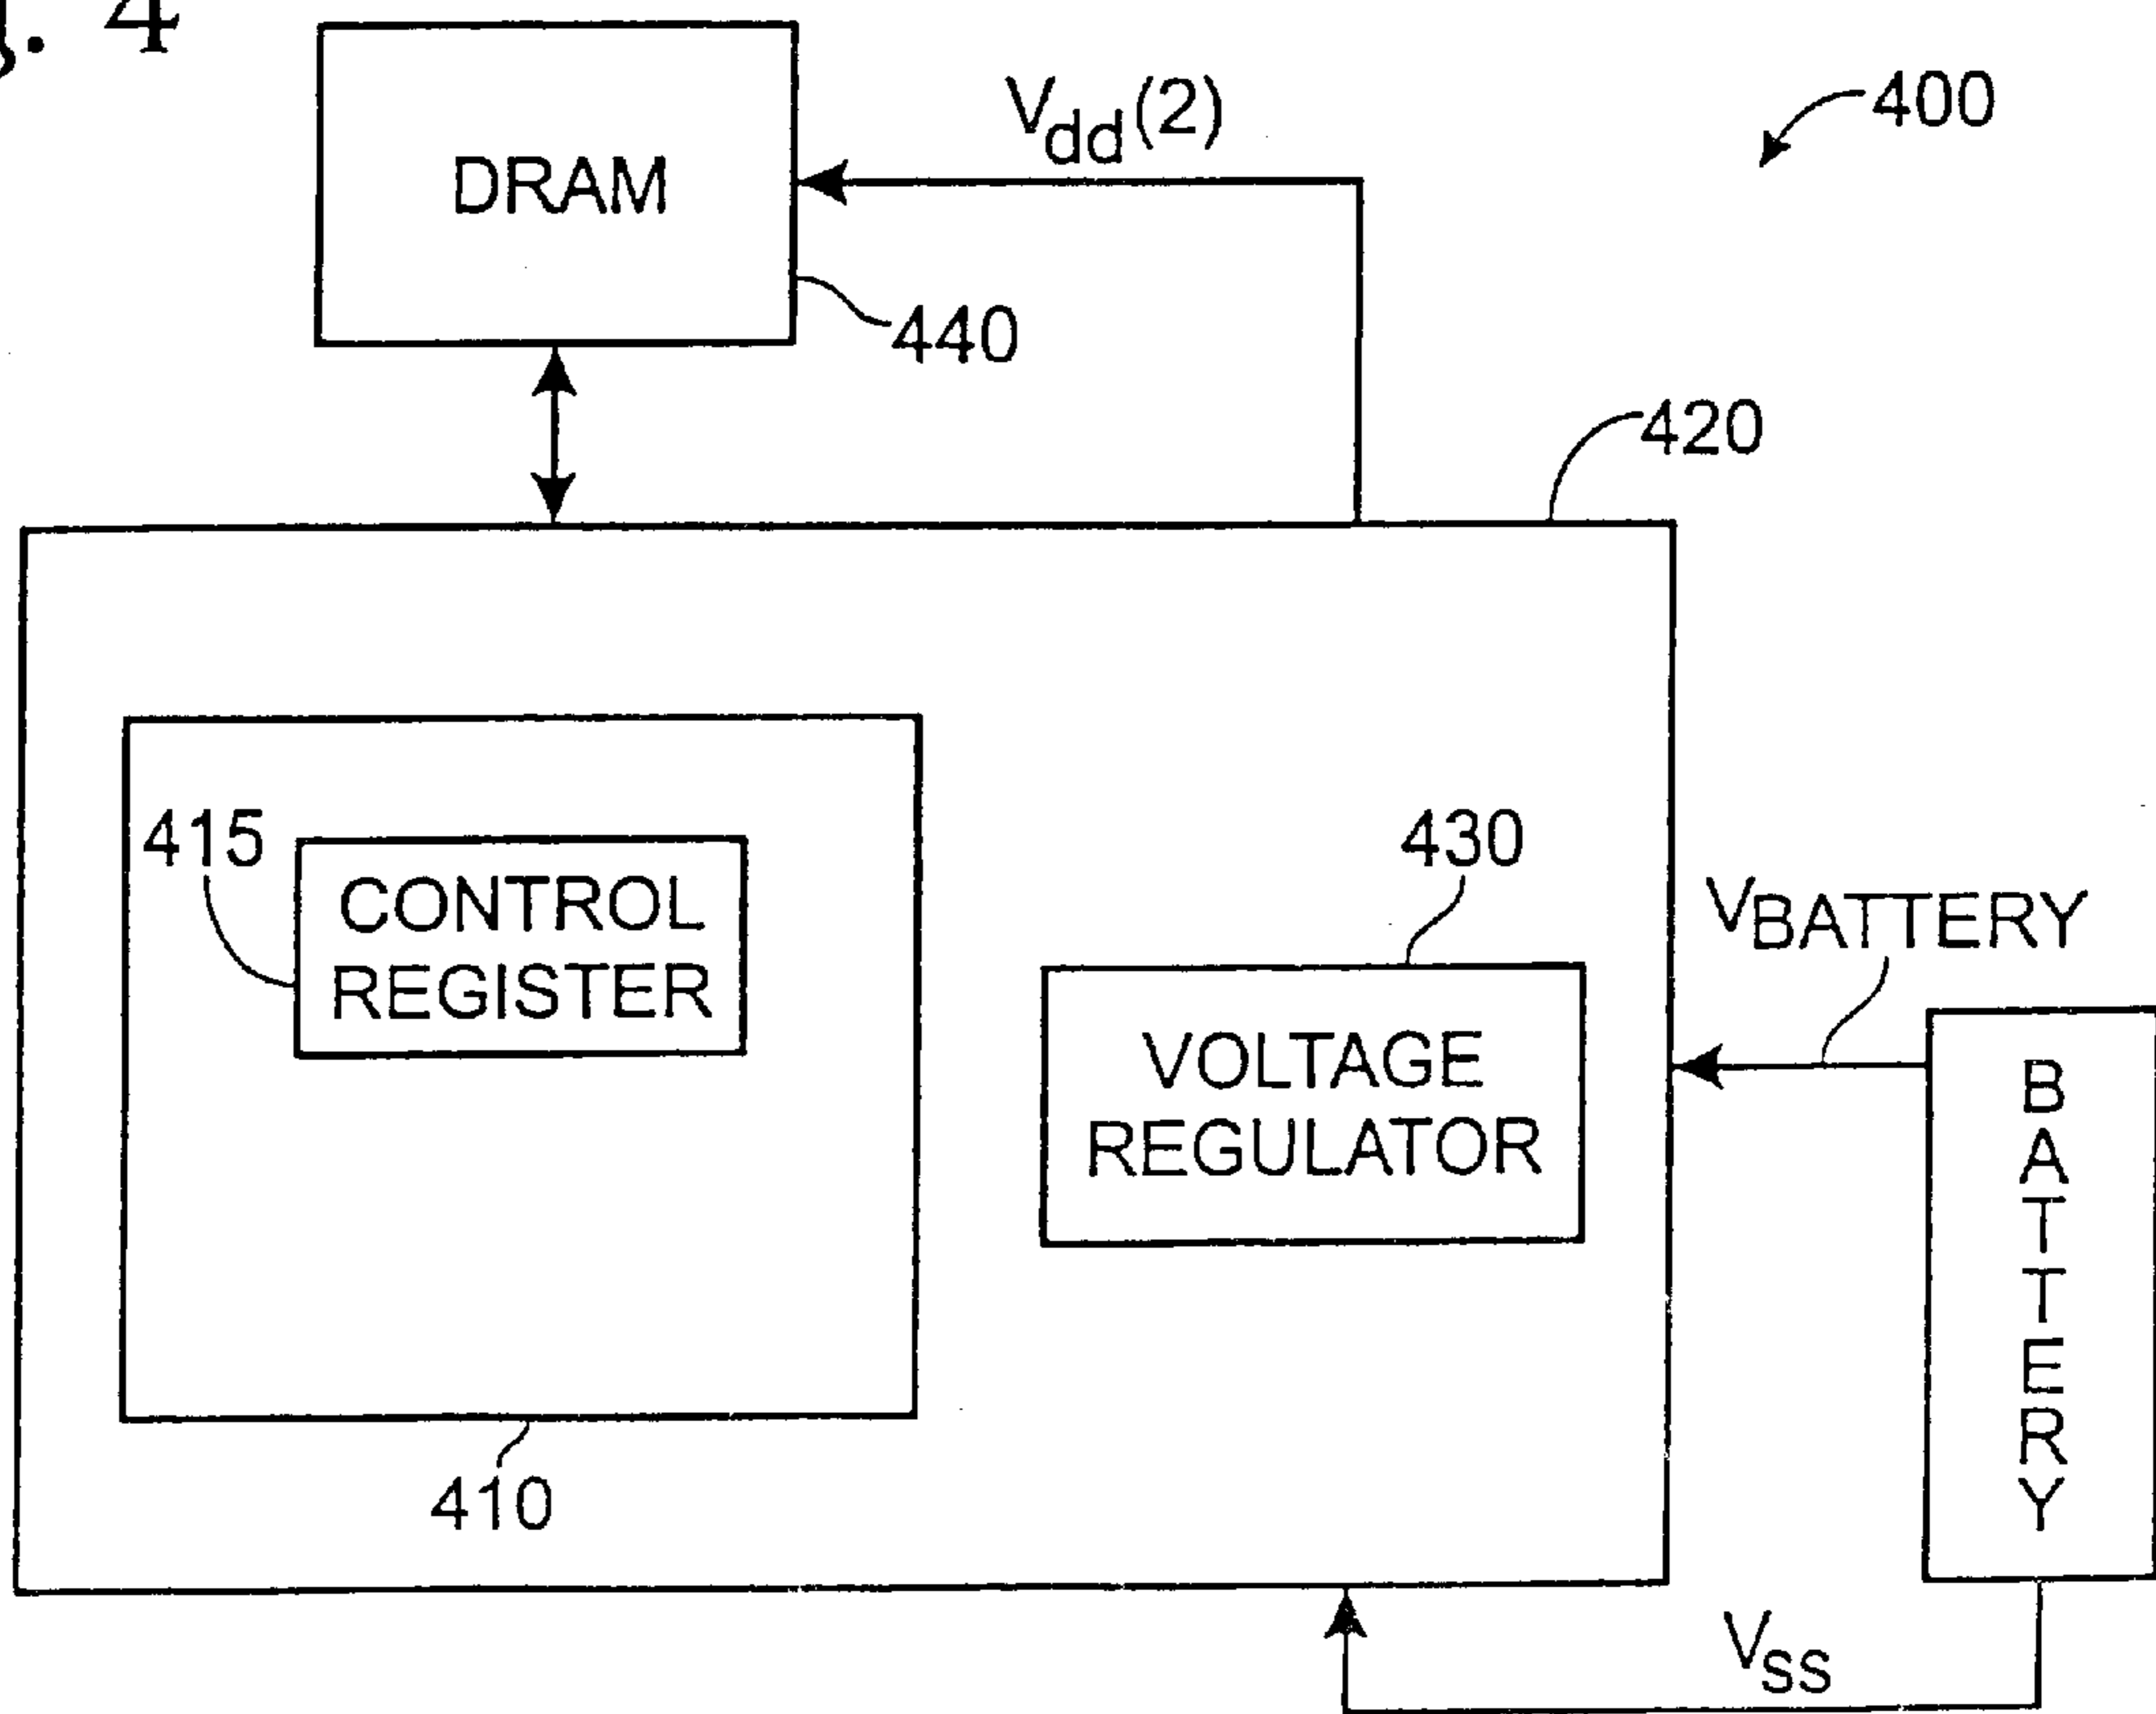 g. 4
DRAM
Vdd(2)
400
440
420
415
CONTROL
REGISTER
430
VOLTAGE
REGULATOR
VBATTERY
BATTERY
410
VSS